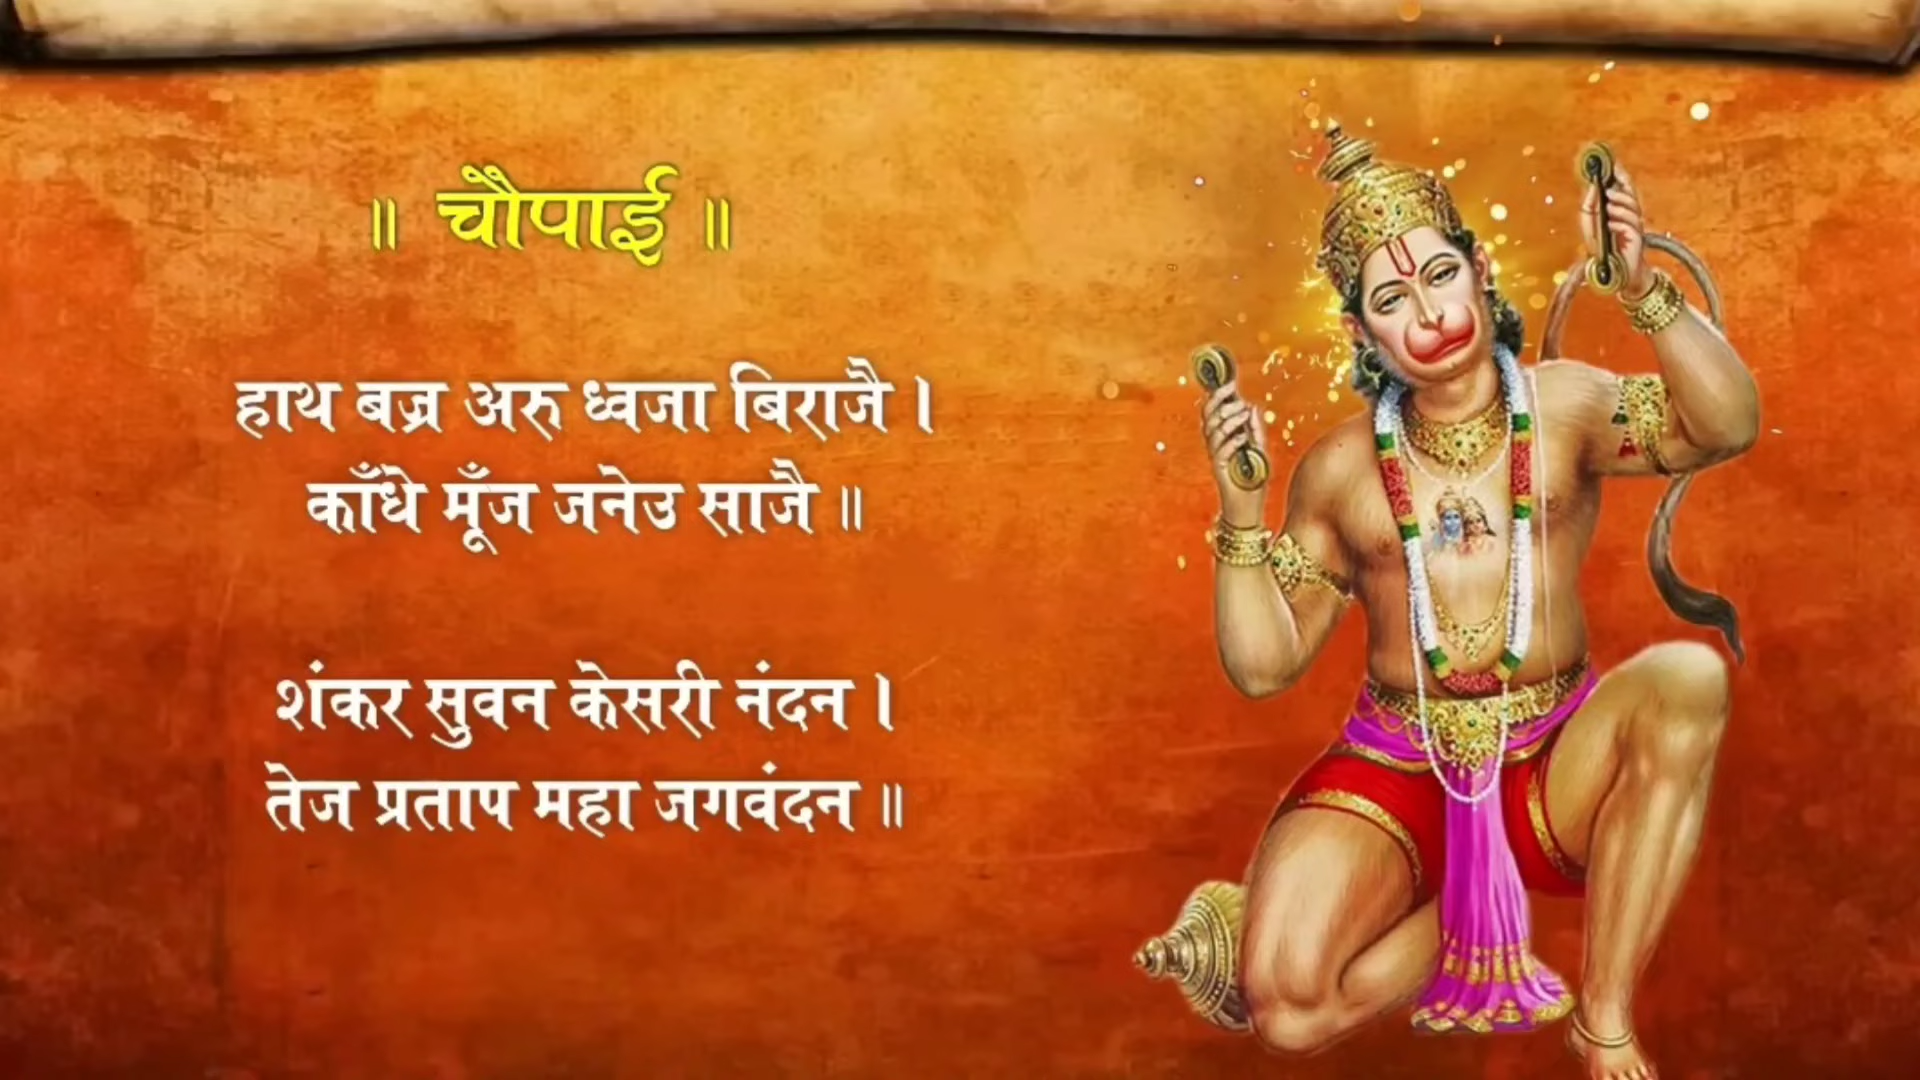 ॥ चौपाई ॥
हाथ बज्र अरु ध्वजा बिराजै ।
काँधे मूँज जनेउ साजै ॥
शंकर सुवन केसरी नंदन ।
तेज प्रताप महा जगवंदन ॥